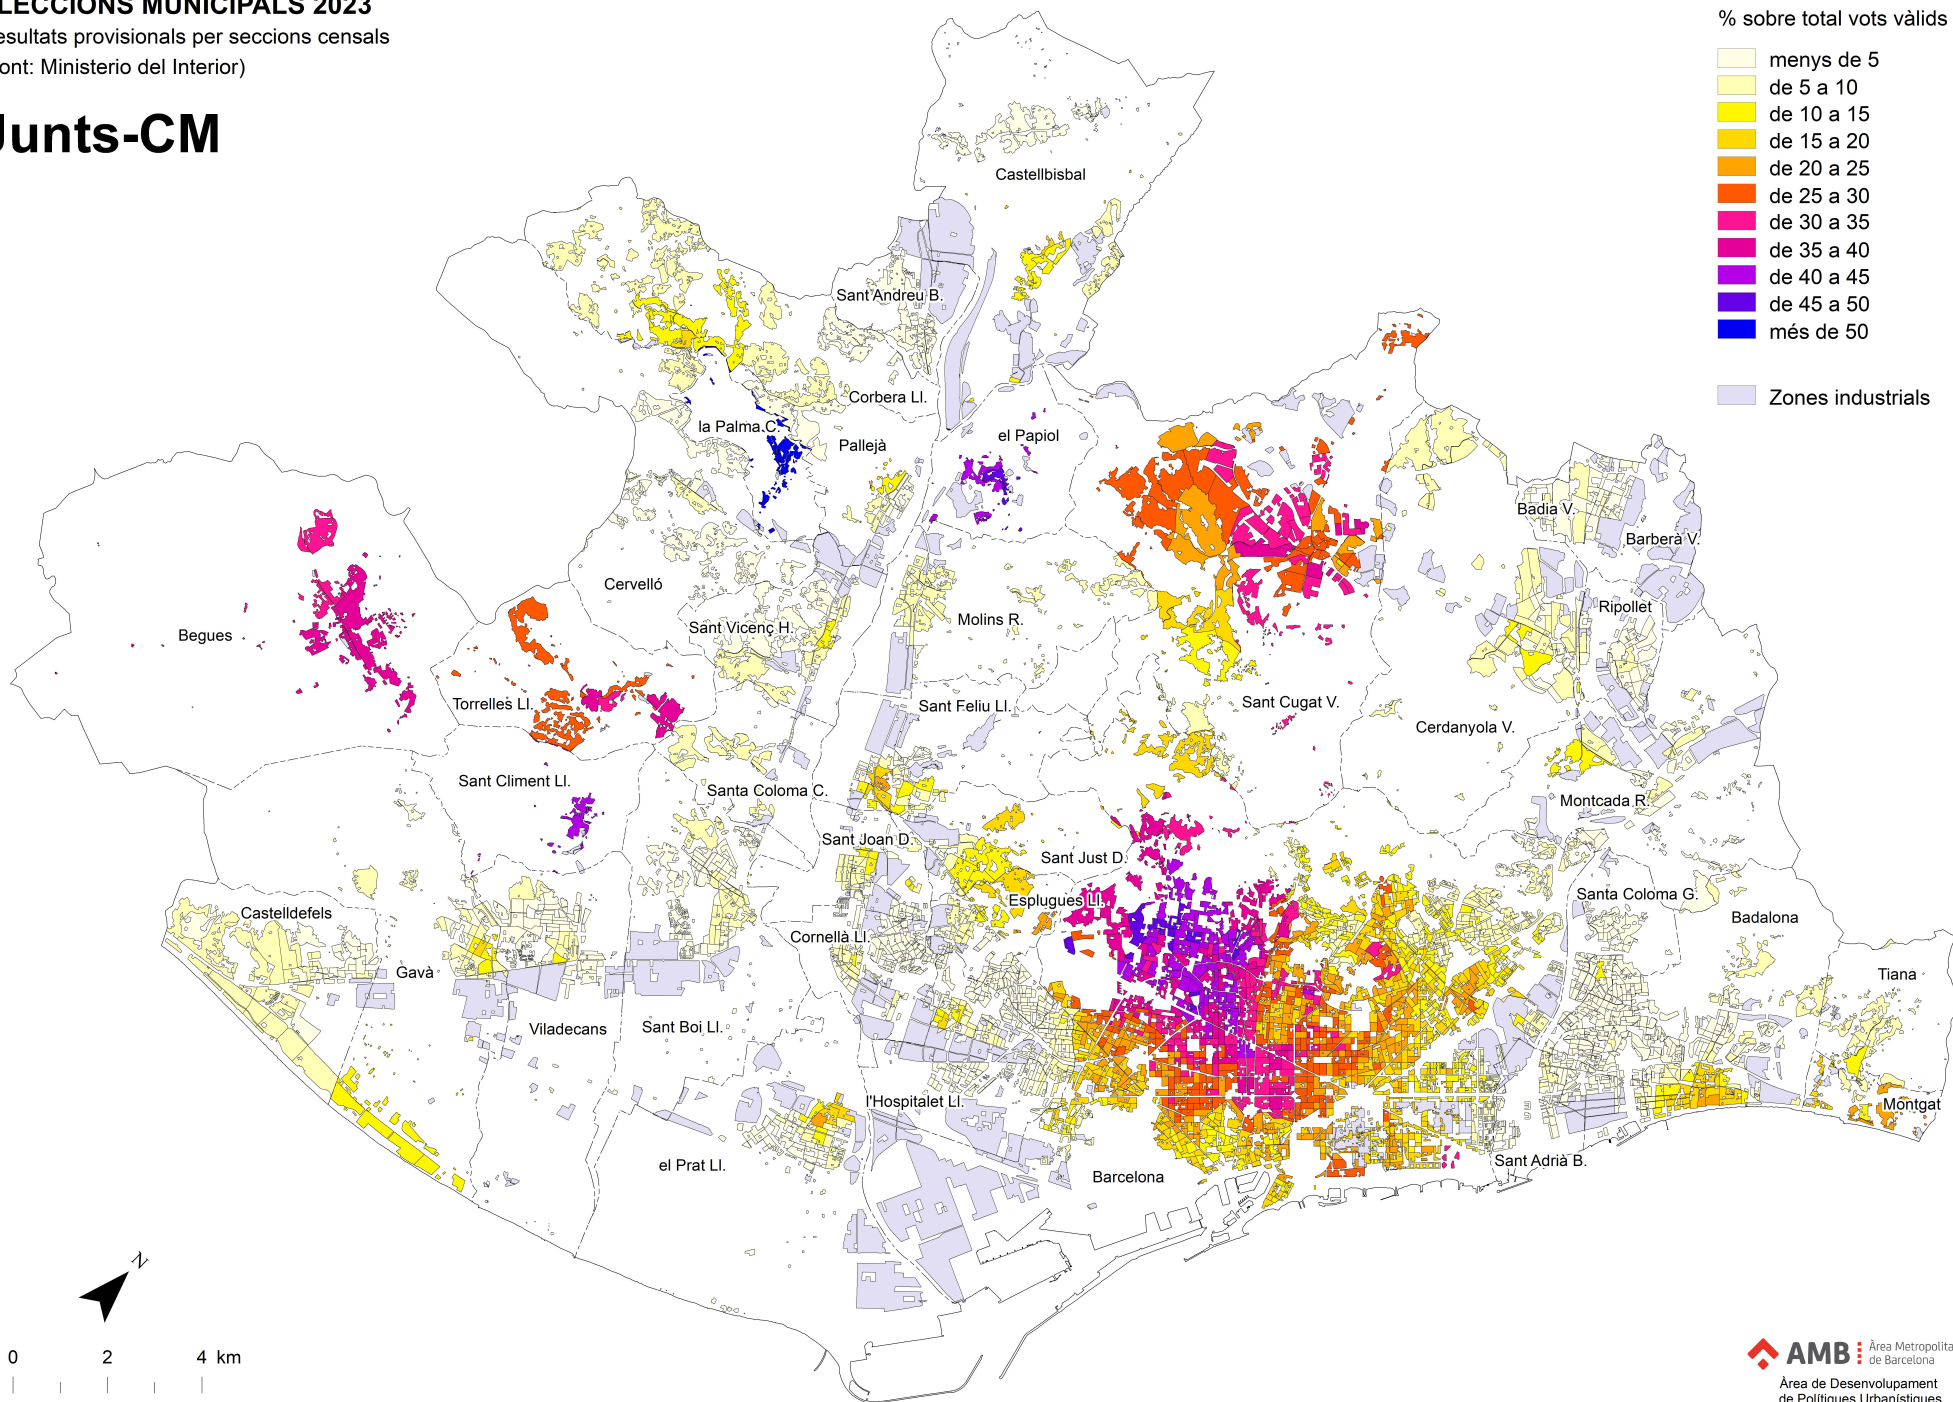 LECCIONS MUNICIPALS 2023
esultats provisionals per seccions censals
ont: Ministerio del Interior)
Junts-CM
% sobre total vots vàlids
menys de 5
de 5 a 10
de 10 a 15
de 15 a 20
de 20 a 25
de 25 a 30
de 30 a 35
de 35 a 40
de 40 a 45
de 45 a 50
més de 50
Zones industrials
Castellbisbal
Sant Andreu B.
Corbera Ll.
la Palma C.
Pallejà
el Papiol
Badia V.
Barberà V.
Cervelló
Ripollet
Begues
Sant Vicenç H.
Molins R.
Torrelles Ll.
Sant Feliu Ll.
Sant Cugat V.
Cerdanyola V.
Sant Climent Ll.
Santa Coloma C.
Montcada R.
Sant Joan D.
Sant Just D.
Esplugues Ll.
Santa Coloma G.
Castelldefels
Badalona
Cornellà Ll.
Gavà
Tiana
Viladecans
Sant Boi Ll.
l'Hospitalet Ll.
Montgat
el Prat Ll.
Barcelona
Sant Adrià B.
N
0 2 4 km
AMB
Àrea Metropolita
de Barcelona
Àrea de Desenvolupament
de Polítiques Urbanístiques